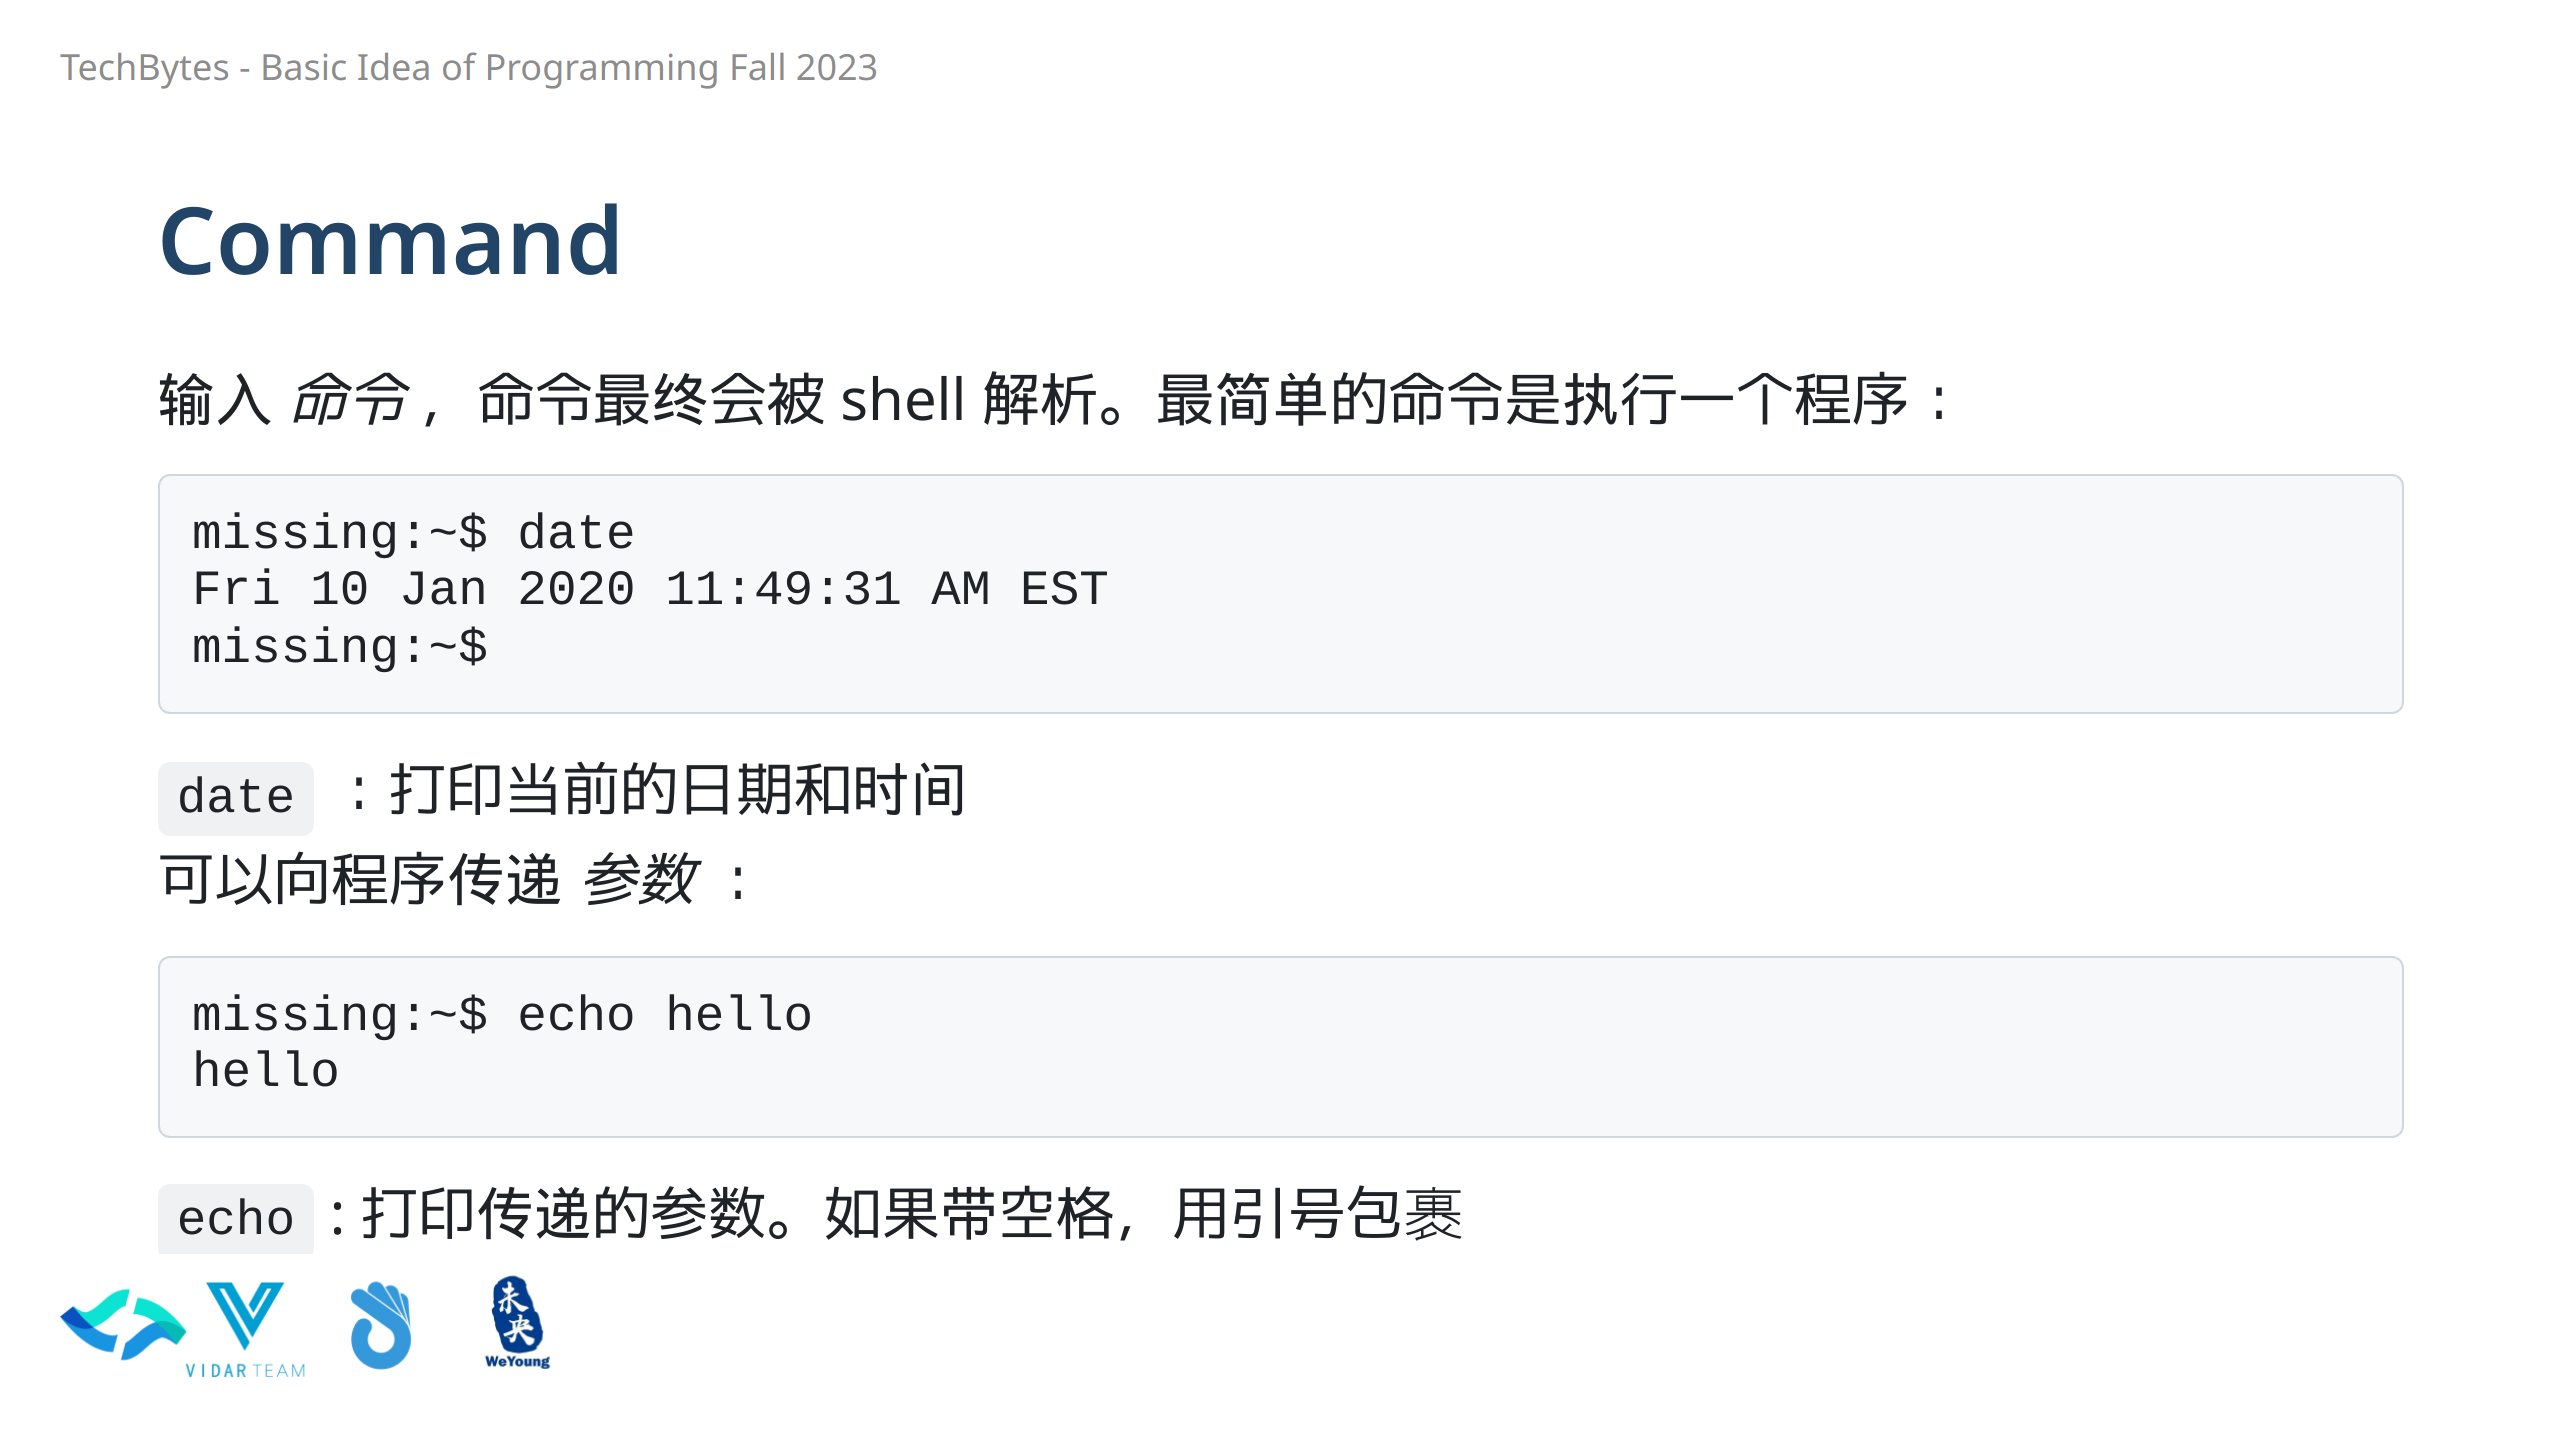 TechBytes - Basic Idea of Programming Fall 2023
Command
输入 命令，命令最终会被 shell 解析。最简单的命令是执行一个程序：
missing:~$ date
Fri 10 Jan 2020 11:49:31 AM EST
missing:~$
date ：打印当前的日期和时间
可以向程序传递 参数 ：
missing:~$ echo hello
hello
echo : 打印传递的参数。如果带空格，用引号包裹
VIDAR TEAM
未央
WeYoung